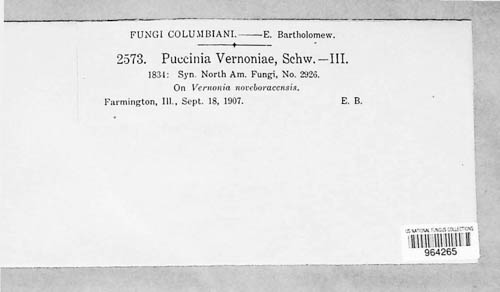 FUNGI COLUMBIANI.——E. Bartholomew.
2573. Puccinia Vernoniae, Schw.—III.
1834: Syn. North Am. Fungi, No. 2926.
On Vernonia noveboracensis.
Farmington, Ill., Sept. 18, 1907. E. B.
US NATIONAL FUNGUS COLLECTIONS
964265